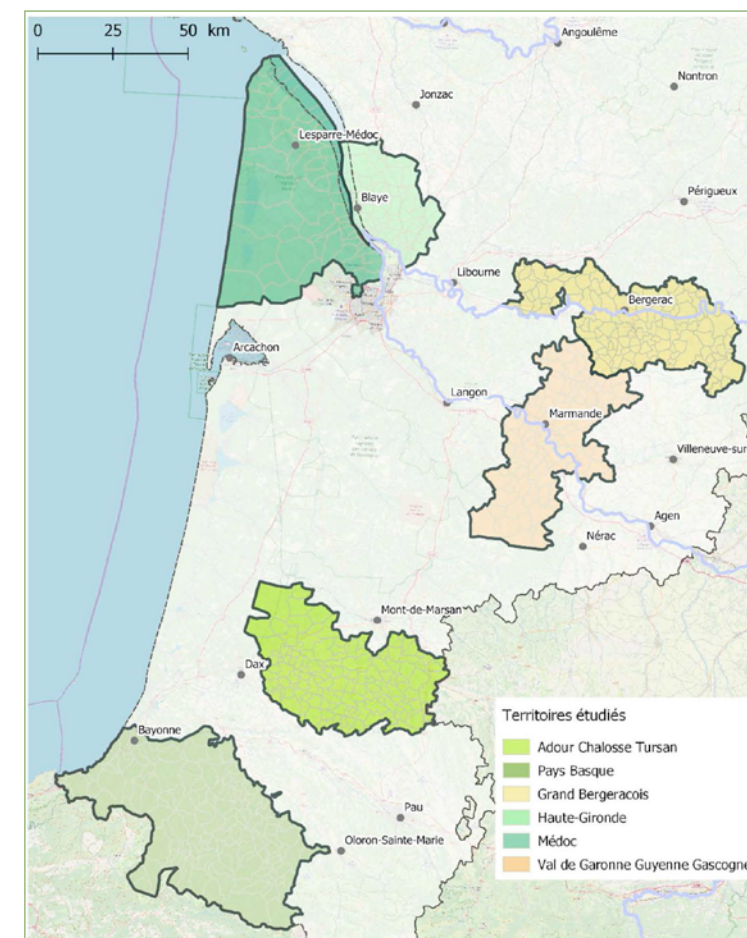 0 25 50 km
Angoulême
Nontron
Jonzac
Lesparre-Médoc
Périgueux
Blaye
Libourne
Bergerac
Arcachon
Langon
Marmande
Villeneuve-sur
Agen
Nérac
Mont-de-Marsan
Dax
Bayonne
Pau
Oloron-Sainte-Marie
Territoires étudiés
Adour Chalosse Tursan
Pays Basque
Grand Bergeracois
Haute-Gironde
Médoc
Val de Garonne Guyenne Gascogne